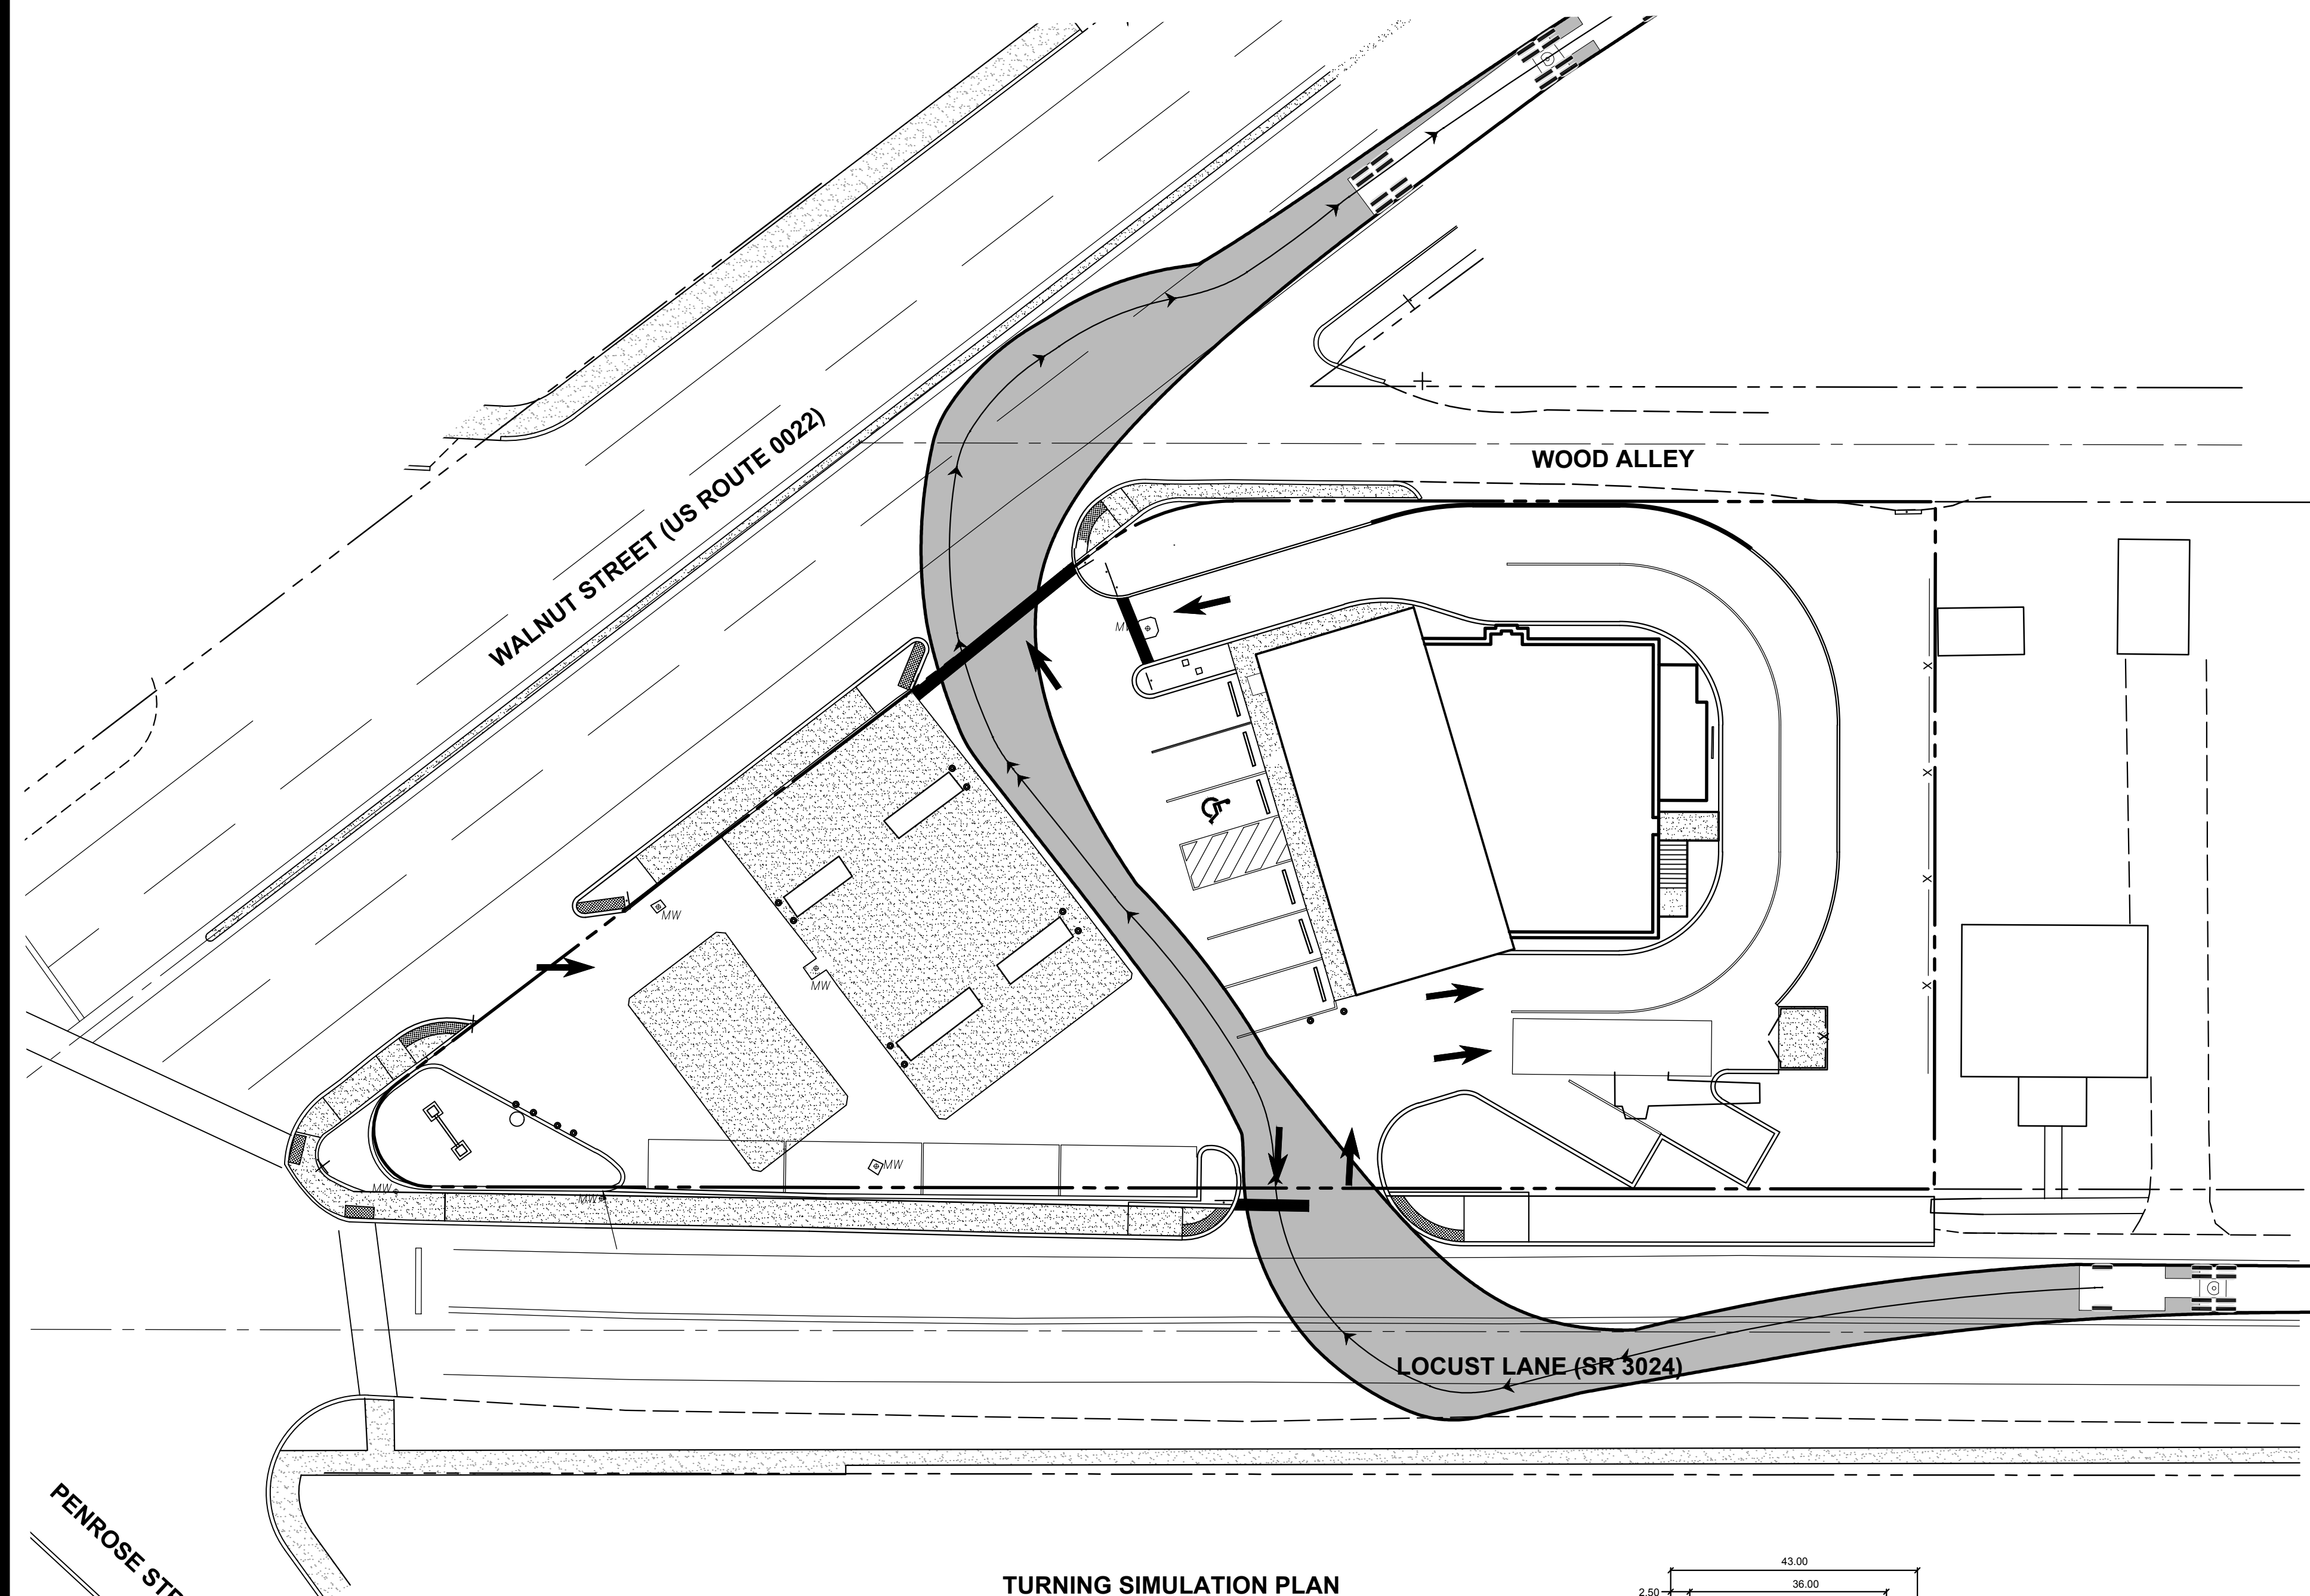 WOOD ALLEY
WALNUT STREET (US ROUTE 0022)
MW
MW
MW
MW
MW
MW
LOCUST LANE (SR 3024)
PENROSE
TURNING SIMULATION PLAN
43.00
36.00
2.50